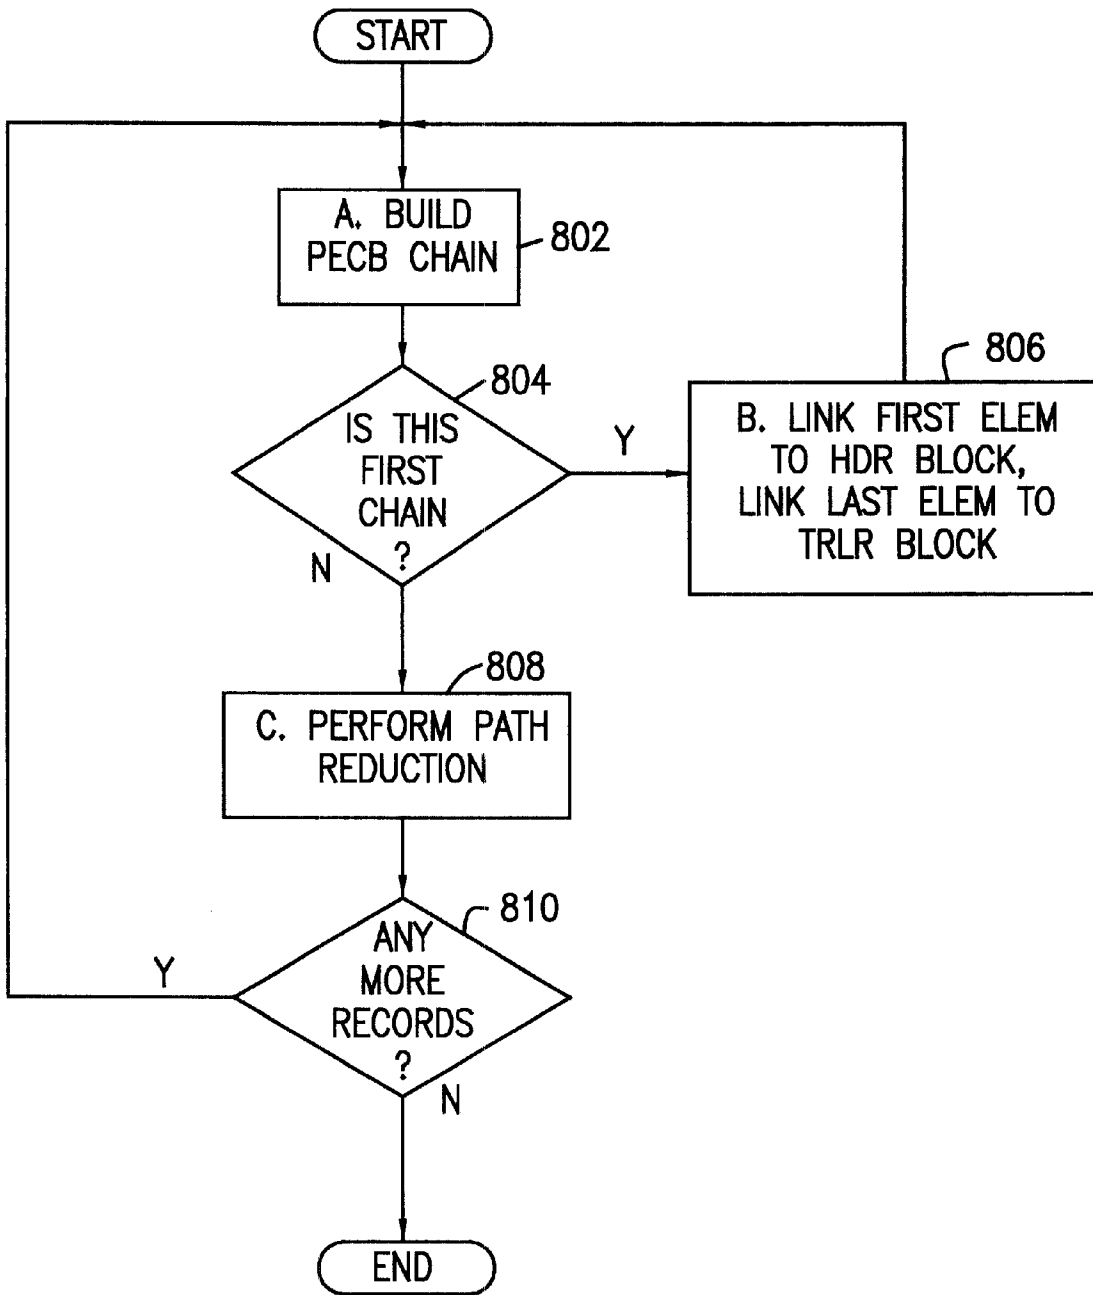 START
A. BUILD
PECB CHAIN
802
804
IS THIS
FIRST
CHAIN
?
Y
N
806
B. LINK FIRST ELEM
TO HDR BLOCK,
LINK LAST ELEM TO
TRLR BLOCK
808
C. PERFORM PATH
REDUCTION
810
ANY
MORE
RECORDS
?
Y
N
END